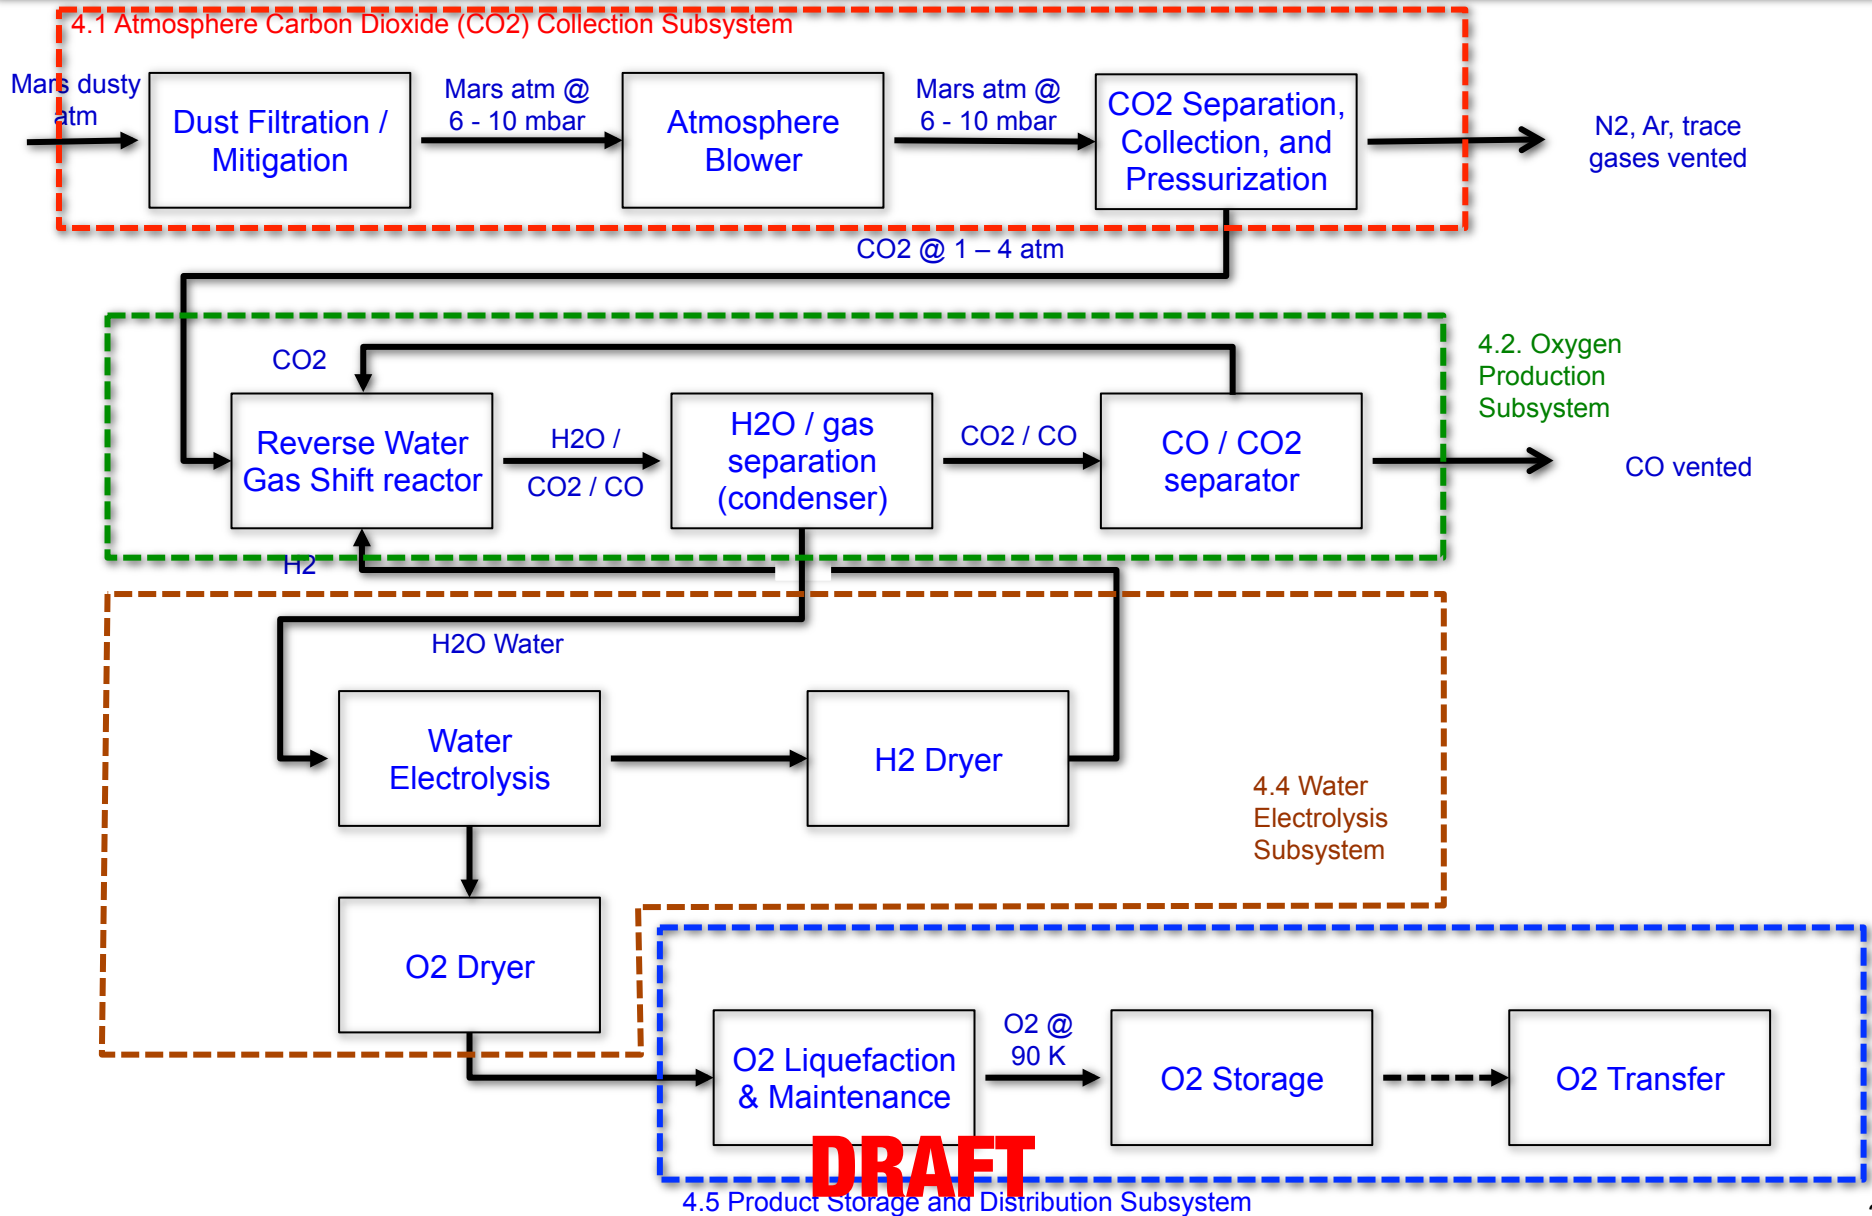 4.1 Atmosphere Carbon Dioxide (CO2) Collection Subsystem
Mars dusty
atm
Dust Filtration /
Mitigation
Mars atm @
6 - 10 mbar
Atmosphere
Blower
Mars atm @
6 - 10 mbar
CO2 Separation,
Collection, and
Pressurization
N2, Ar, trace
gases vented
CO2 @ 1 – 4 atm
4.2. Oxygen
Production
Subsystem
CO2
Reverse Water
Gas Shift reactor
H2O /
CO2 / CO
H2O / gas
separation
(condenser)
CO2 / CO
CO / CO2
separator
CO vented
H2
H2O Water
Water
Electrolysis
H2 Dryer
4.4 Water
Electrolysis
Subsystem
O2 Dryer
O2 Liquefaction
& Maintenance
O2 @
90 K
O2 Storage
O2 Transfer
DRAFT
4.5 Product Storage and Distribution Subsystem